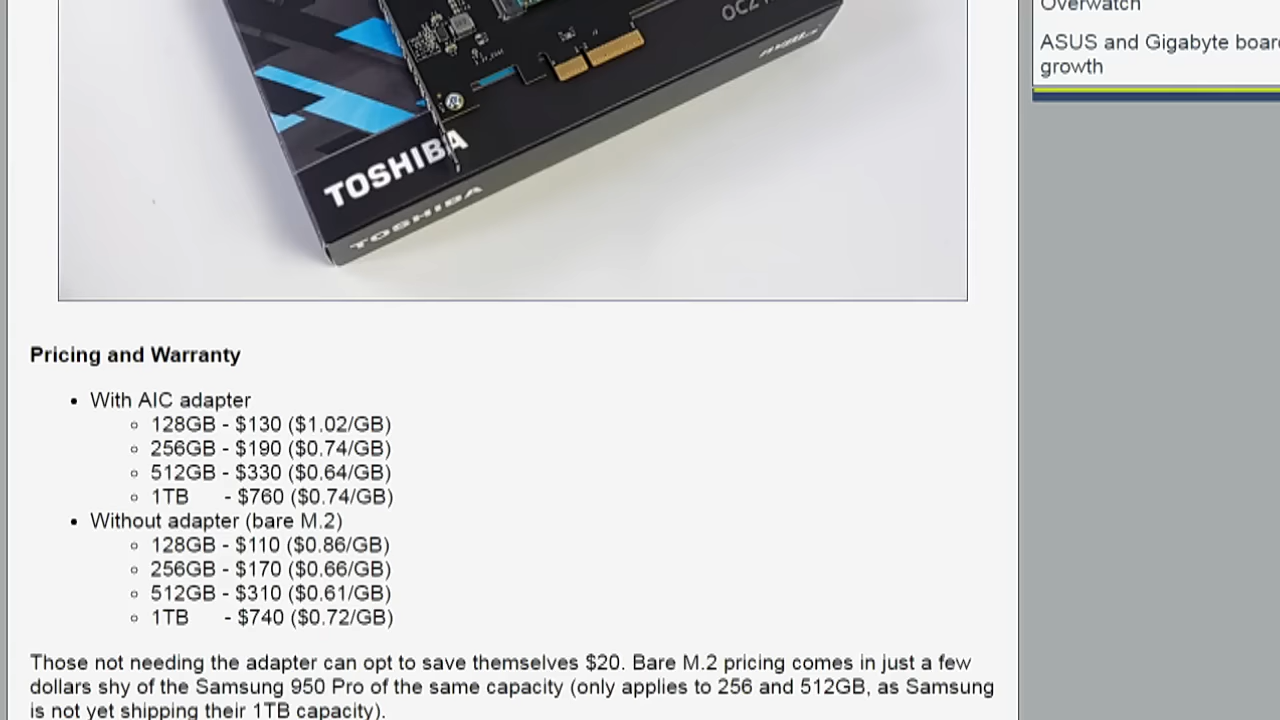 OCZ
TOSHIBA
TOSHIBA
Overwatch
ASUS and Gigabyte board
growth
Pricing and Warranty
• With AIC adapter
◦ 128GB - $130 ($1.02/GB)
◦ 256GB - $190 ($0.74/GB)
◦ 512GB - $330 ($0.64/GB)
◦ 1TB - $760 ($0.74/GB)
• Without adapter (bare M.2)
◦ 128GB - $110 ($0.86/GB)
◦ 256GB - $170 ($0.66/GB)
◦ 512GB - $310 ($0.61/GB)
◦ 1TB - $740 ($0.72/GB)
Those not needing the adapter can opt to save themselves $20. Bare M.2 pricing comes in just a few
dollars shy of the Samsung 950 Pro of the same capacity (only applies to 256 and 512GB, as Samsung
is not yet shipping their 1TB capacity).